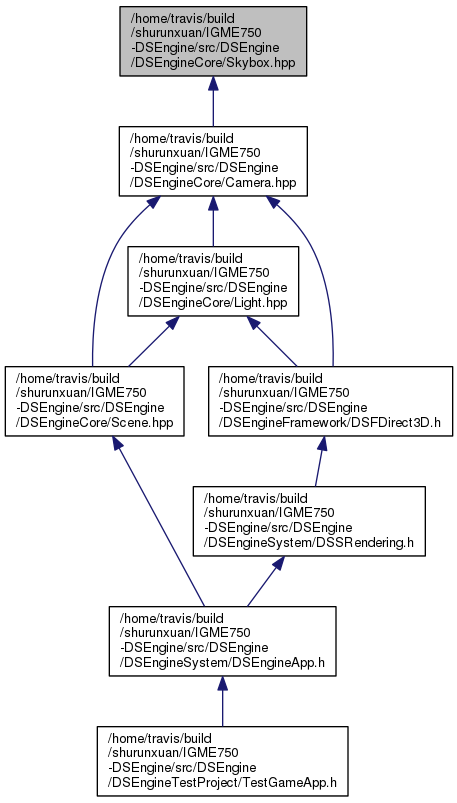 /home/travis/build
/shurunxuan/IGME750
-DSEngine/src/DSEngine
/DSEngineCore/Skybox.hpp
/home/travis/build
/shurunxuan/IGME750
-DSEngine/src/DSEngine
/DSEngineCore/Camera.hpp
/home/travis/build
/shurunxuan/IGME750
-DSEngine/src/DSEngine
/DSEngineCore/Light.hpp
/home/travis/build
/shurunxuan/IGME750
-DSEngine/src/DSEngine
/DSEngineCore/Scene.hpp
/home/travis/build
/shurunxuan/IGME750
-DSEngine/src/DSEngine
/DSEngineFramework/DSFDirect3D.h
/home/travis/build
/shurunxuan/IGME750
-DSEngine/src/DSEngine
/DSEngineSystem/DSSRendering.h
/home/travis/build
/shurunxuan/IGME750
-DSEngine/src/DSEngine
/DSEngineSystem/DSEngineApp.h
/home/travis/build
/shurunxuan/IGME750
-DSEngine/src/DSEngine
/DSEngineTestProject/TestGameApp.h